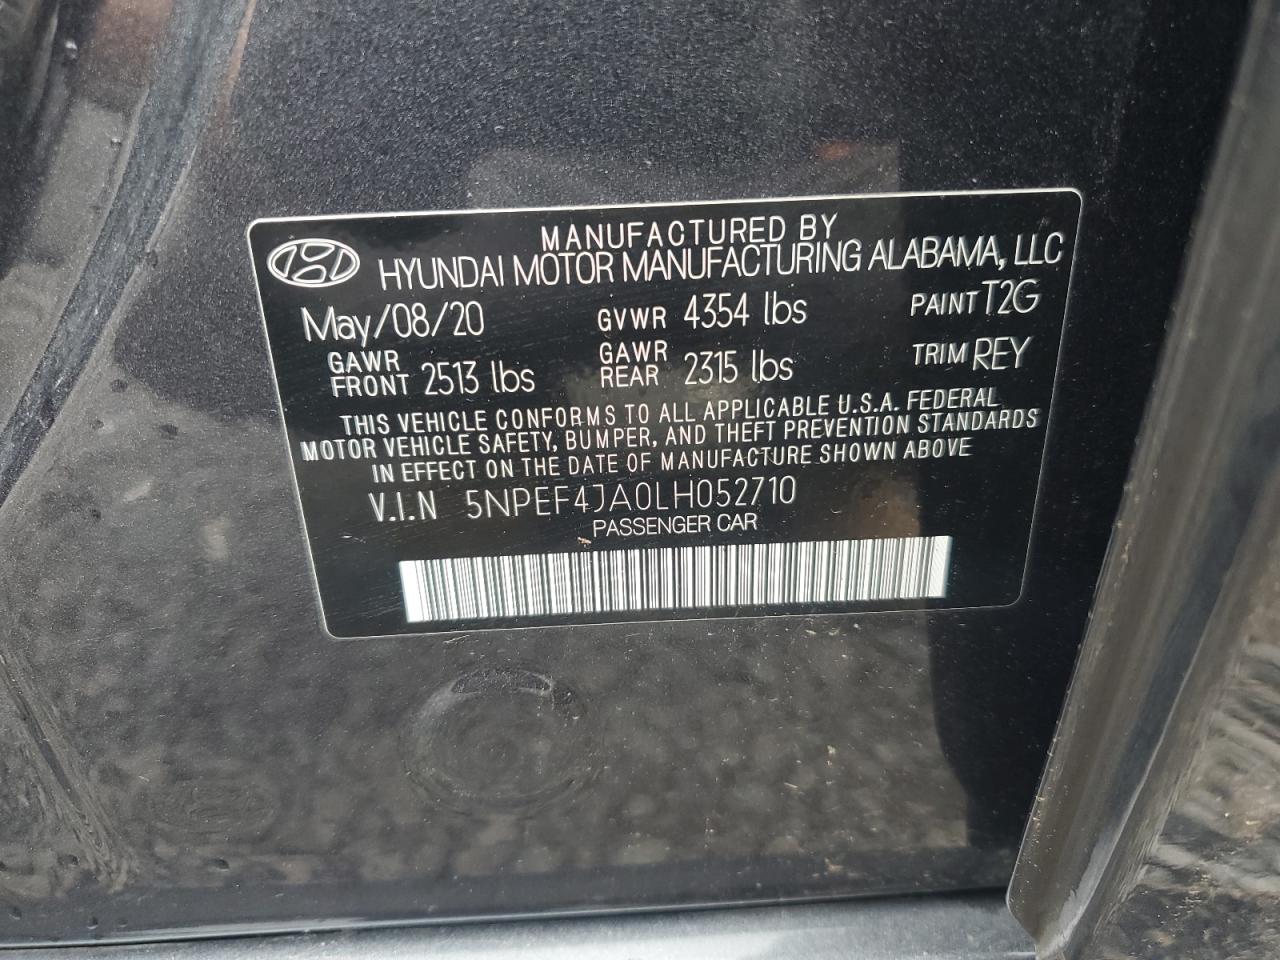 MANUFACTURED BY
HYUNDAI MOTOR MANUFACTURING ALABAMA, LLC
May/08/20 GVWR 4354 lbs PAINT T2G
GAWR FRONT 2513 lbs GAWR REAR 2315 lbs TRIM REY
THIS VEHICLE CONFORMS TO ALL APPLICABLE U.S.A. FEDERAL
MOTOR VEHICLE SAFETY, BUMPER, AND THEFT PREVENTION STANDARDS
IN EFFECT ON THE DATE OF MANUFACTURE SHOWN ABOVE
V.I.N 5NPEF4JA0LH052710
PASSENGER CAR